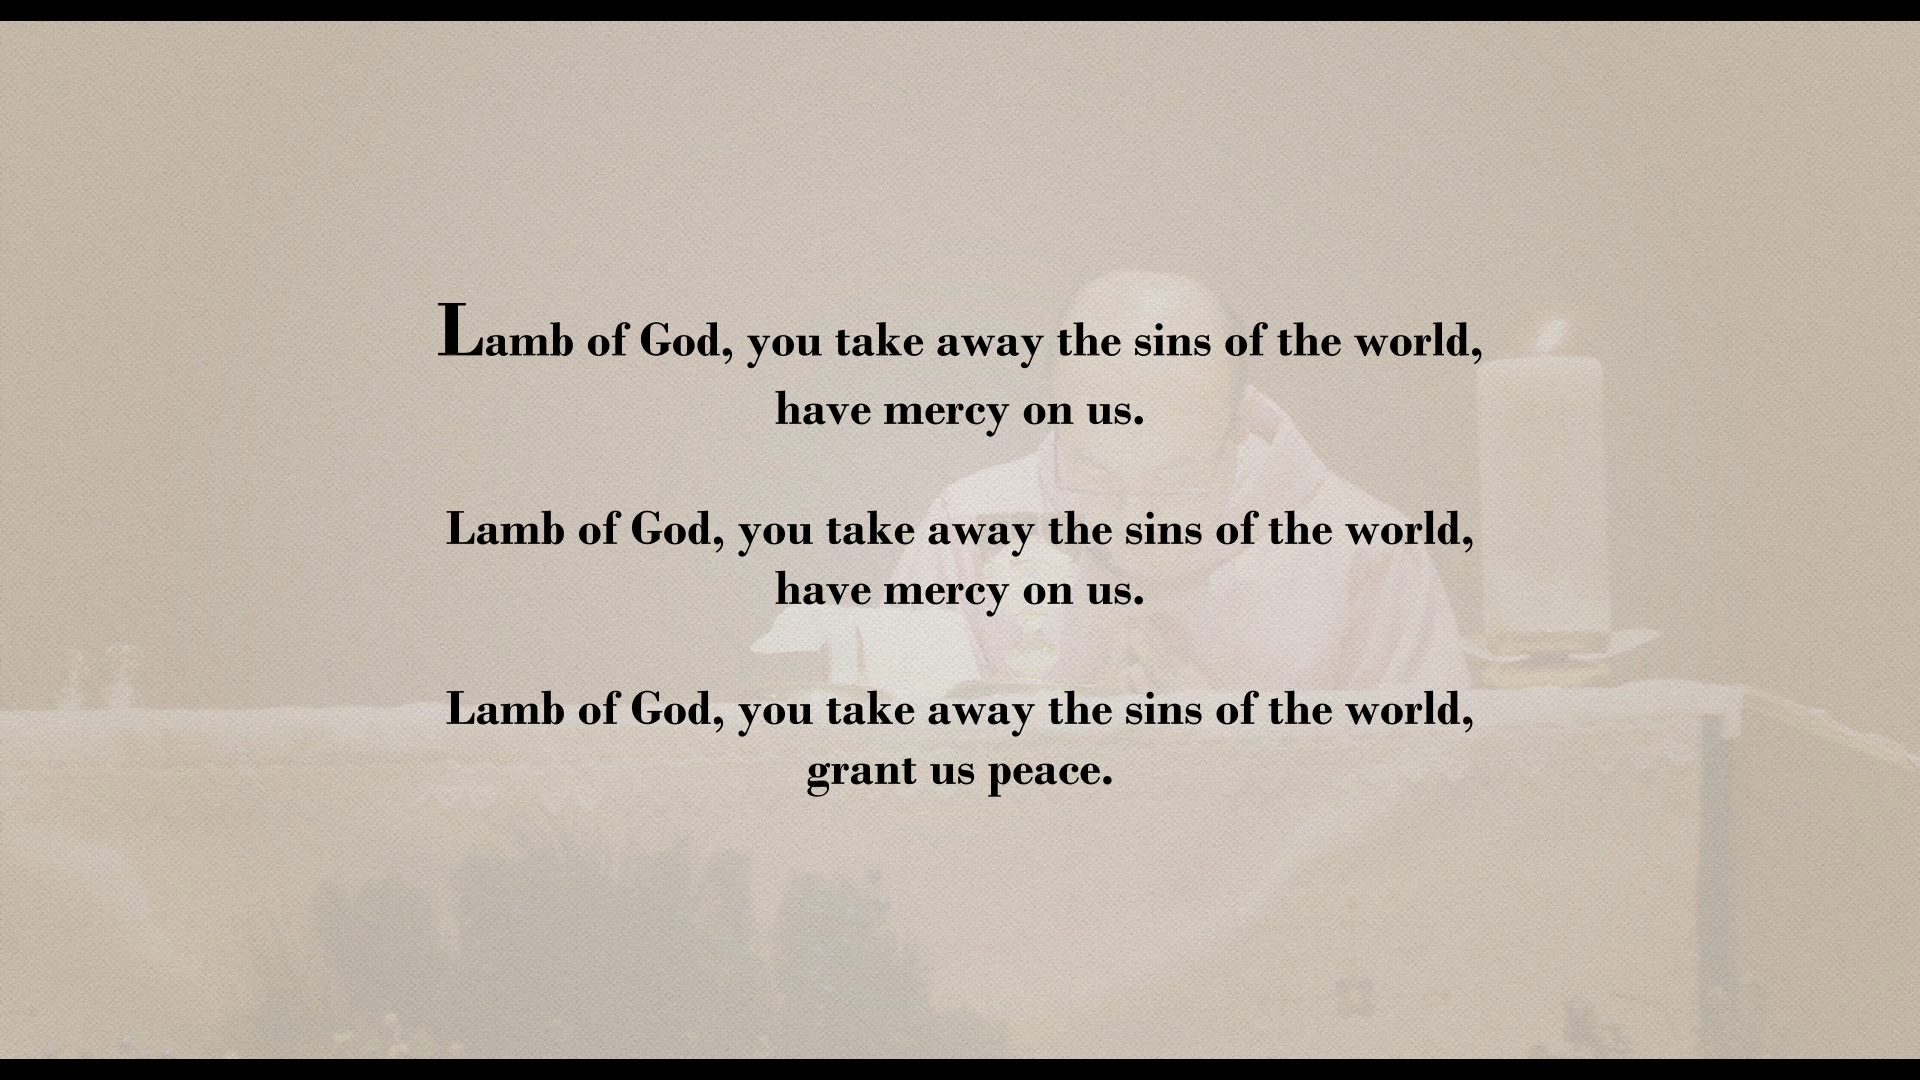 Lamb of God, you take away the sins of the world,
have mercy on us.
Lamb of God, you take away the sins of the world,
have mercy on us.
Lamb of God, you take away the sins of the world,
grant us peace.